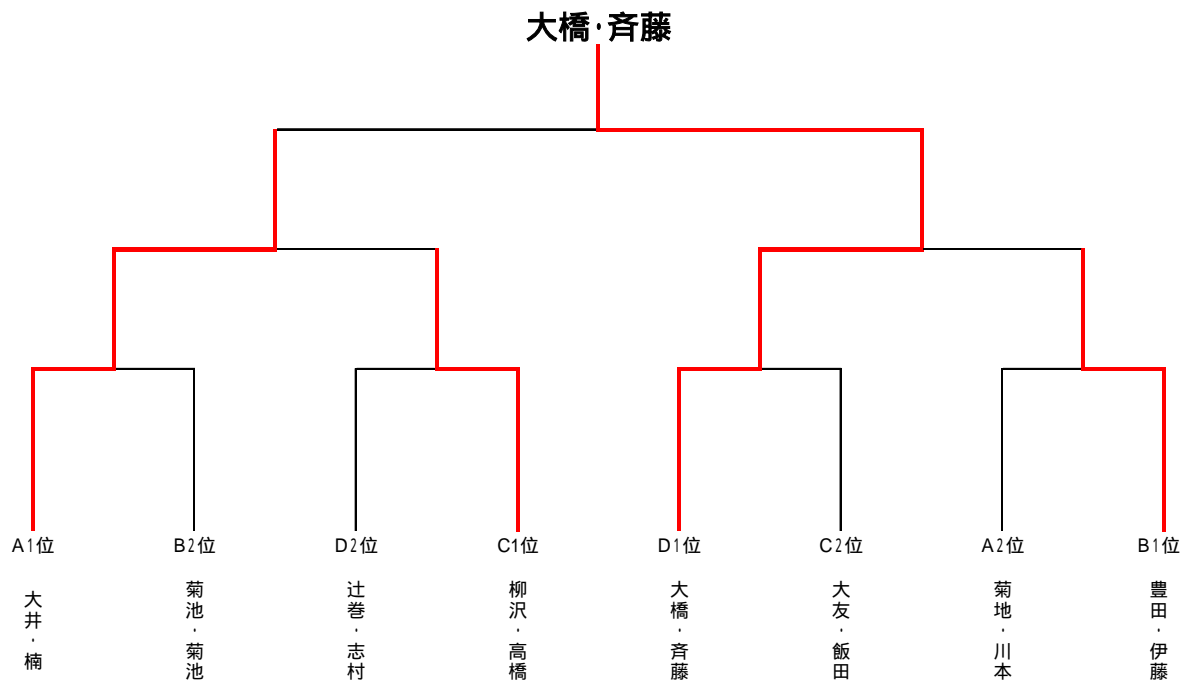 大橋・斉藤
A1位
B2位
D2位
C1位
D1位
C2位
A2位
B1位
大井・楠
菊池・菊池
辻巻・志村
柳沢・高橋
大橋・斉藤
大友・飯田
菊地・川本
豊田・伊藤